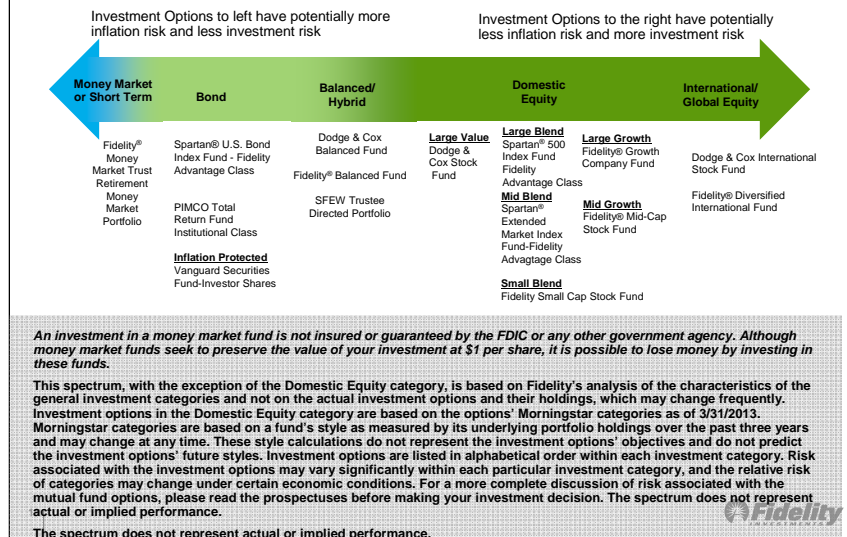 Investment Options to left have potentially more
inflation risk and less investment risk
Investment Options to the right have potentially
less inflation risk and more investment risk
Money Market
or Short Term
Bond
Balanced/
Hybrid
Domestic
Equity
International/
Global Equity
Fidelity®
Money
Market Trust
Retirement
Money
Market
Portfolio
Spartan® U.S. Bond
Index Fund - Fidelity
Advantage Class
PIMCO Total
Return Fund
Institutional Class
Inflation Protected
Vanguard Securities
Fund-Investor Shares
Dodge & Cox
Balanced Fund
Fidelity® Balanced Fund
SFEW Trustee
Directed Portfolio
Large Value
Dodge &
Cox Stock
Fund
Large Blend
Spartan® 500
Index Fund
Fidelity
Advantage Class
Mid Blend
Spartan®
Extended
Market Index
Fund-Fidelity
Advagtage Class
Small Blend
Fidelity Small Cap Stock Fund
Large Growth
Fidelity® Growth
Company Fund
Mid Growth
Fidelity® Mid-Cap
Stock Fund
Dodge & Cox International
Stock Fund
Fidelity® Diversified
International Fund
An investment in a money market fund is not insured or guaranteed by the FDIC or any other government agency. Although
money market funds seek to preserve the value of your investment at $1 per share, it is possible to lose money by investing in
these funds.
This spectrum, with the exception of the Domestic Equity category, is based on Fidelity's analysis of the characteristics of the
general investment categories and not on the actual investment options and their holdings, which may change frequently.
Investment options in the Domestic Equity category are based on the options' Morningstar categories as of 3/31/2013.
Morningstar categories are based on a fund's style as measured by its underlying portfolio holdings over the past three years
and may change at any time. These style calculations do not represent the investment options' objectives and do not predict
the investment options' future styles. Investment options are listed in alphabetical order within each investment category. Risk
associated with the investment options may vary significantly within each particular investment category, and the relative risk
of categories may change under certain economic conditions. For a more complete discussion of risk associated with the
mutual fund options, please read the prospectuses before making your investment decision. The spectrum does not represent
actual or implied performance.
Fidelity
INVESTMENTS
The spectrum does not represent actual or implied performance.